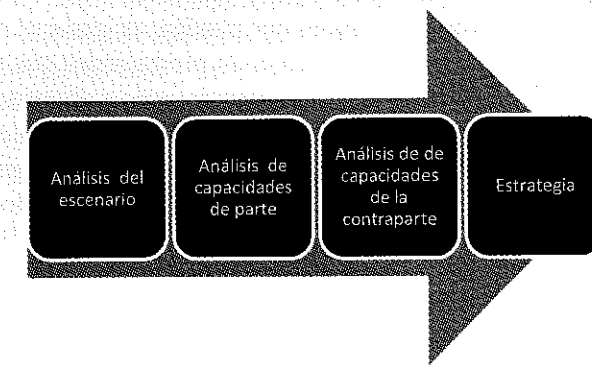 Análisis del
escenario
Análisis de
capacidades
de parte
Análisis de de
capacidades
de la
contraparte
Estrategia